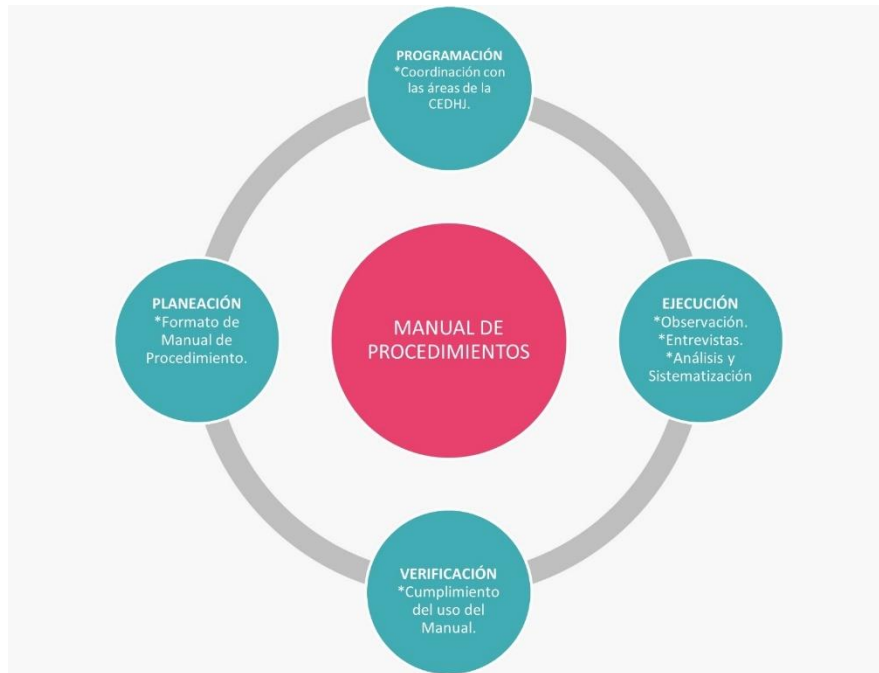 PROGRAMACIÓN
*Coordinación con
las áreas de la
CEDHJ.
PLANEACIÓN
*Formato de
Manual de
Procedimiento.
MANUAL DE
PROCEDIMIENTOS
EJECUCIÓN
*Observación.
*Entrevistas.
*Análisis y
Sistematización
VERIFICACIÓN
*Cumplimiento
del uso del
Manual.